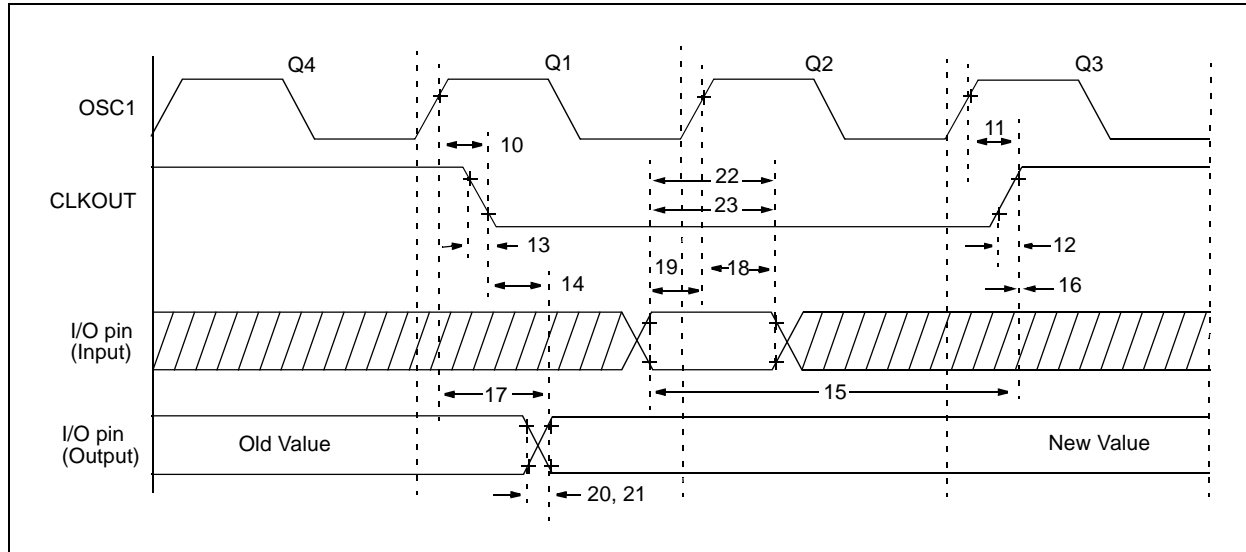 Q4
Q1
Q2
Q3
OSC1
10
11
22
CLKOUT
23
13
12
19
18
14
16
I/O pin
(Input)
17
15
I/O pin
(Output)
Old Value
New Value
20, 21